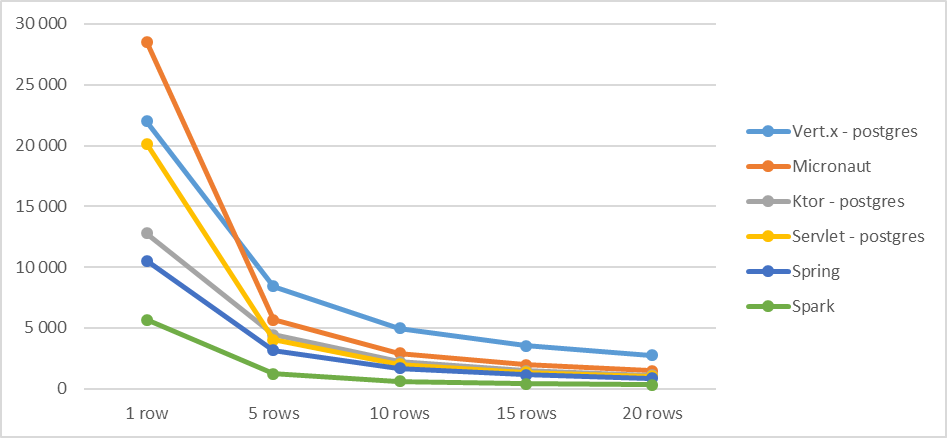 30 000
25 000
20 000
15 000
10 000
5 000
0
1 row
5 rows
10 rows
15 rows
20 rows
Vert.x - postgres
Micronaut
Ktor - postgres
Servlet - postgres
Spring
Spark